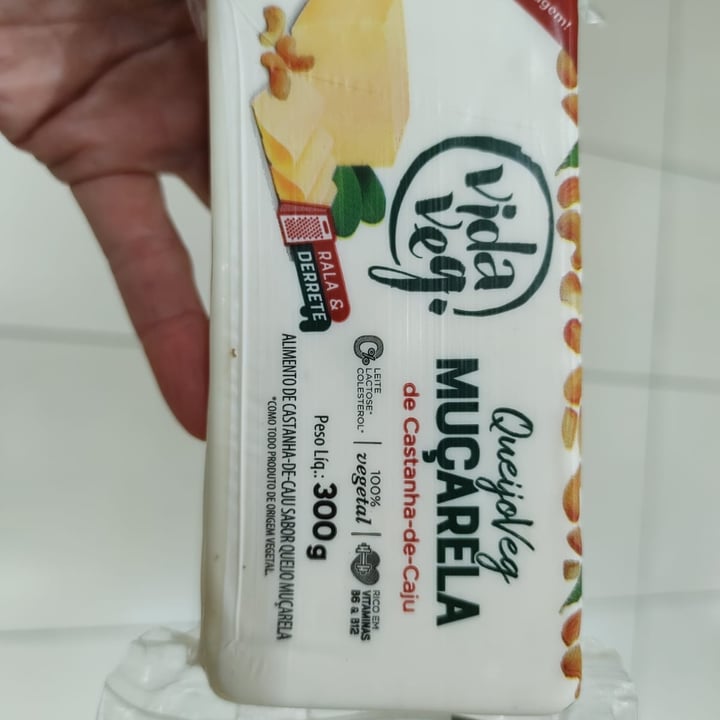 vida
veg.
QueijoVeg
MUÇARELA
de Castanha-de-Caju
RALA &
DERRETE
LEITE
LACTOSE*
COLESTEROL*
100%
vegetal
RICO EM
VITAMINAS
B6 & B12
Peso Líq.: 300g
ALIMENTO DE CASTANHA-DE-CAJU SABOR QUEIJO MUÇARELA
*COMO TODO PRODUTO DE ORIGEM VEGETAL.